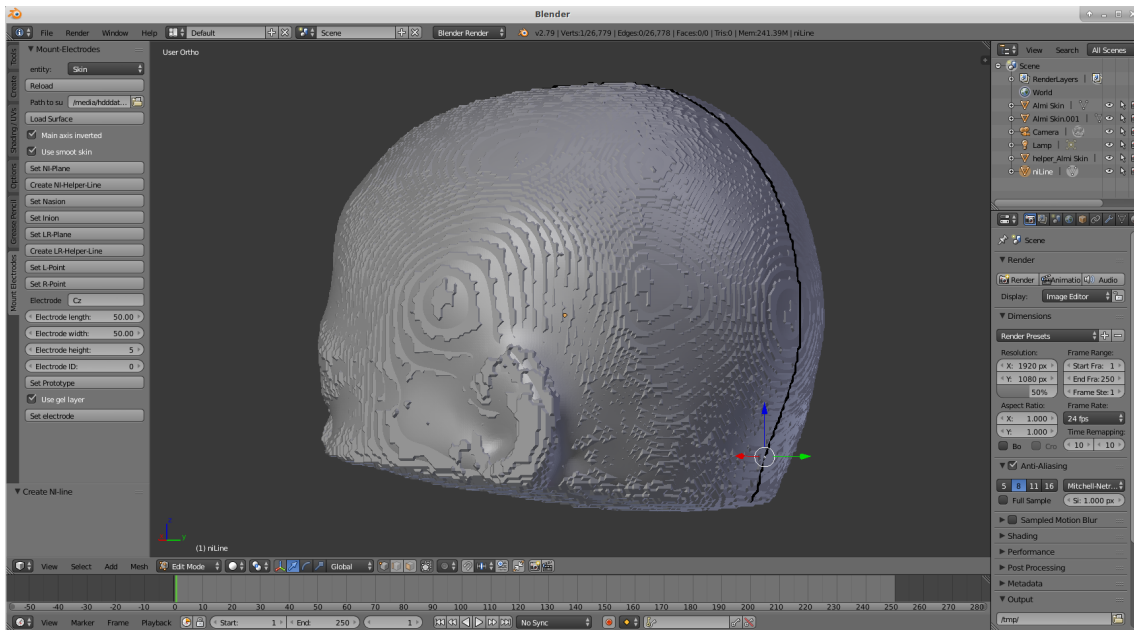 Blender
File Render Window Help Default Scene Blender Render v2.79 | Verts:1/26,779 | Edges:0/26,778 | Faces:0/0 | Tris:0 | Mem:241.39M | niLine
Tools
Create
Shading / UVs
Options
Grease Pencil
Mount Electrodes
Mount-Electrodes
entity: Skin
Reload
Path to su /media/hdddat...
Load Surface
Main axis inverted
Use smoot skin
Set NI-Plane
Create NI-Helper-Line
Set Nasion
Set Inion
Set LR-Plane
Create LR-Helper-Line
Set L-Point
Set R-Point
Electrode Cz
Electrode length: 50.00
Electrode width: 50.00
Electrode height: 5
Electrode ID: 0
Set Prototype
Use gel layer
Set electrode
Create NI-line
User Ortho
z
y
(1) niLine
View Select Add Mesh Edit Mode Global
-50 -40 -30 -20 -10 0 10 20 30 40 50 60 70 80 90 100 110 120 130 140 150 160 170 180 190 200 210 220 230 240 250 260 270 280
View Marker Frame Playback Start: 1 End: 250 1 No Sync
View Search All Scenes
Scene
RenderLayers
World
Almi Skin
Almi Skin.001
Camera
Lamp
helper_Almi Skin
niLine
Scene
Render
Render Animatio Audio
Display: Image Editor
Dimensions
Render Presets
Resolution: Frame Range:
X: 1920 px Start Fra: 1
Y: 1080 px End Fra: 250
50% Frame Ste: 1
Aspect Ratio: Frame Rate:
X: 1.000 24 fps
Y: 1.000 Time Remapping:
Bo Cro 10 10
Anti-Aliasing
5 8 11 16 Mitchell-Netr...
Full Sample Si: 1.000 px
Sampled Motion Blur
Shading
Performance
Post Processing
Metadata
Output
/tmp/